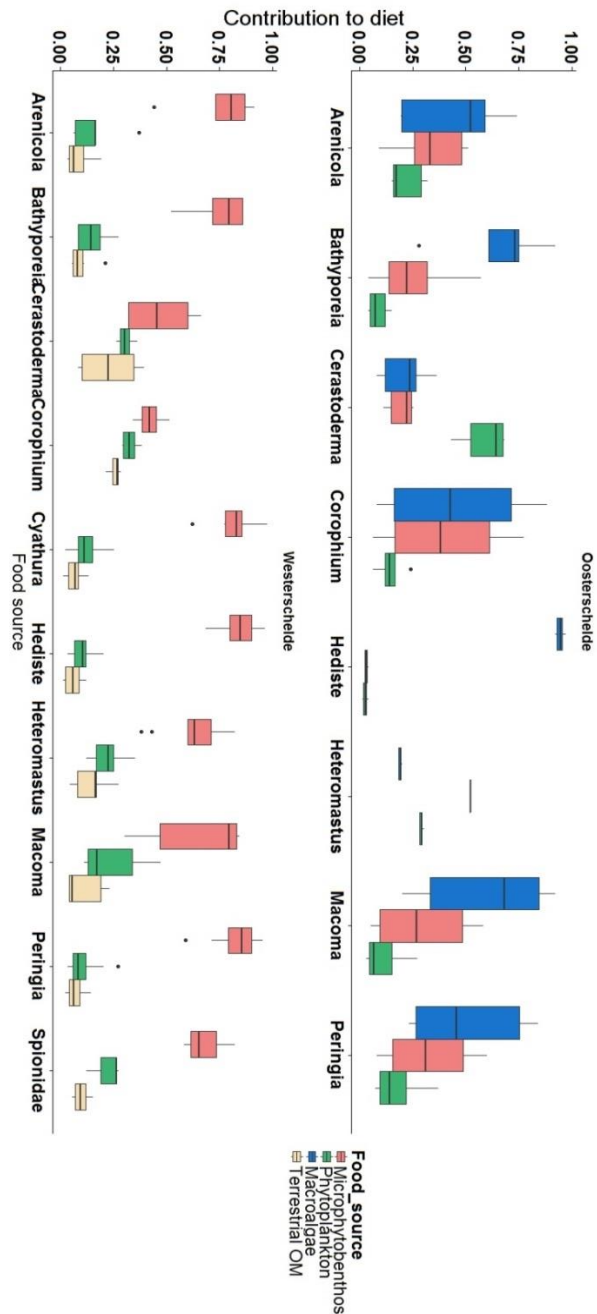 Contribution to diet
Oosterschelde
1.00
0.75
0.50
0.25
0.00
Arenicola
Bathyporeia
Cerastoderma
Corophium
Hediste
Heteromastus
Macoma
Peringia
Westerschelde
1.00
0.75
0.50
0.25
0.00
Arenicola
Bathyporeia
Cerastoderma
Corophium
Cyathura
Hediste
Heteromastus
Macoma
Peringia
Spionidae
Food source
Food_source
Microphytobenthos
Phytoplankton
Macroalgae
Terrestrial OM